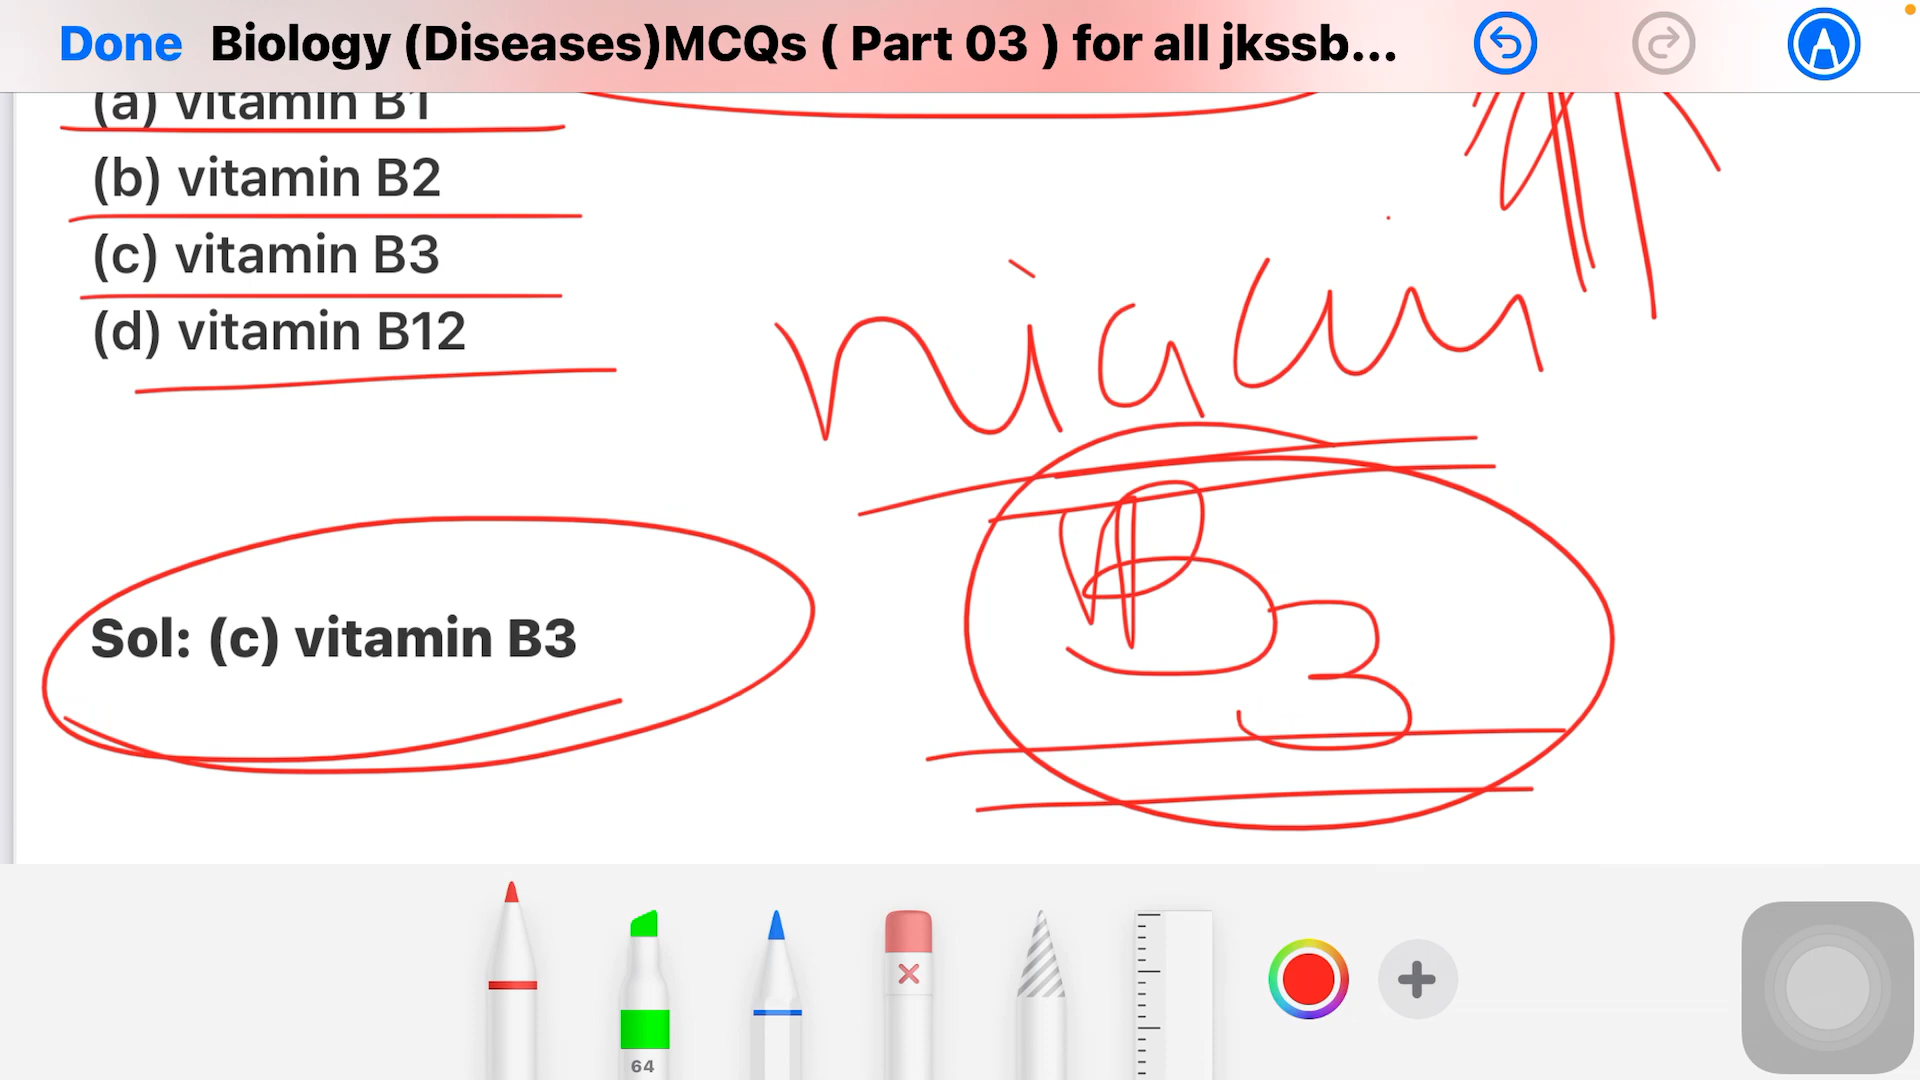 Done Biology (Diseases)MCQs ( Part 03 ) for all jkssb...
(a) vitamin B1
(b) vitamin B2
(c) vitamin B3
(d) vitamin B12
niacin
B3
Sol: (c) vitamin B3
64